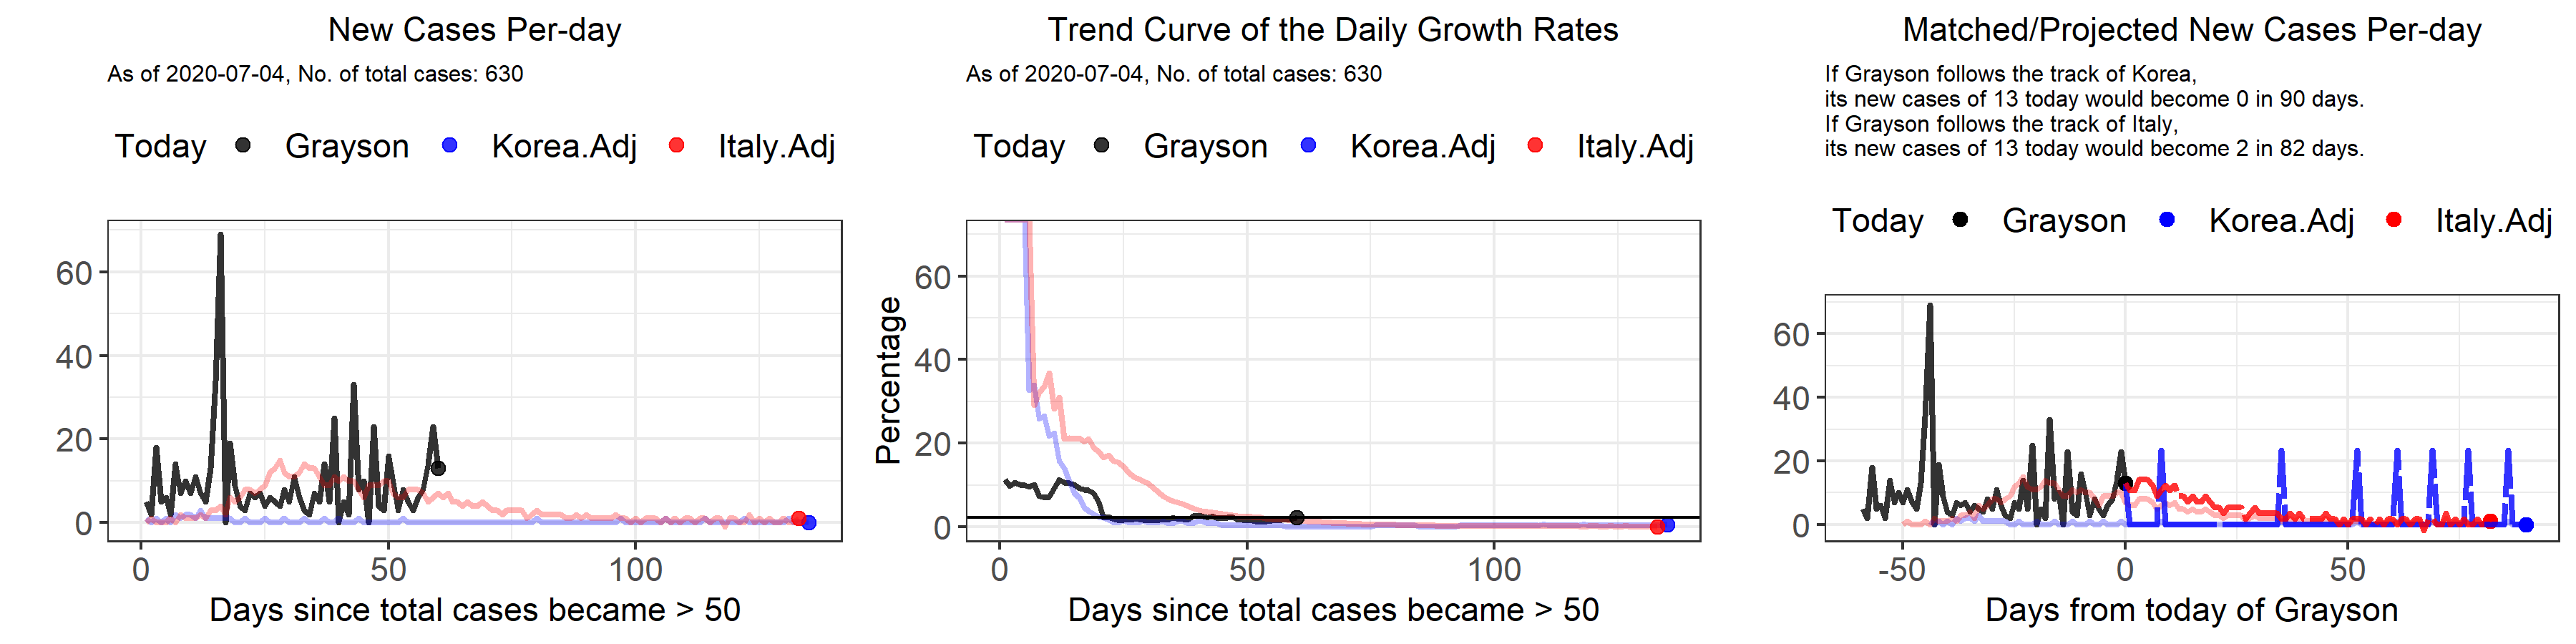 New Cases Per-day
As of 2020-07-04, No. of total cases: 630
Today Grayson Korea.Adj Italy.Adj
60
40
20
0
0 50 100
Days since total cases became > 50
Trend Curve of the Daily Growth Rates
As of 2020-07-04, No. of total cases: 630
Today Grayson Korea.Adj Italy.Adj
Percentage
60
40
20
0
0 50 100
Days since total cases became > 50
Matched/Projected New Cases Per-day
If Grayson follows the track of Korea,
its new cases of 13 today would become 0 in 90 days.
If Grayson follows the track of Italy,
its new cases of 13 today would become 2 in 82 days.
Today Grayson Korea.Adj Italy.Adj
60
40
20
0
-50 0 50
Days from today of Grayson